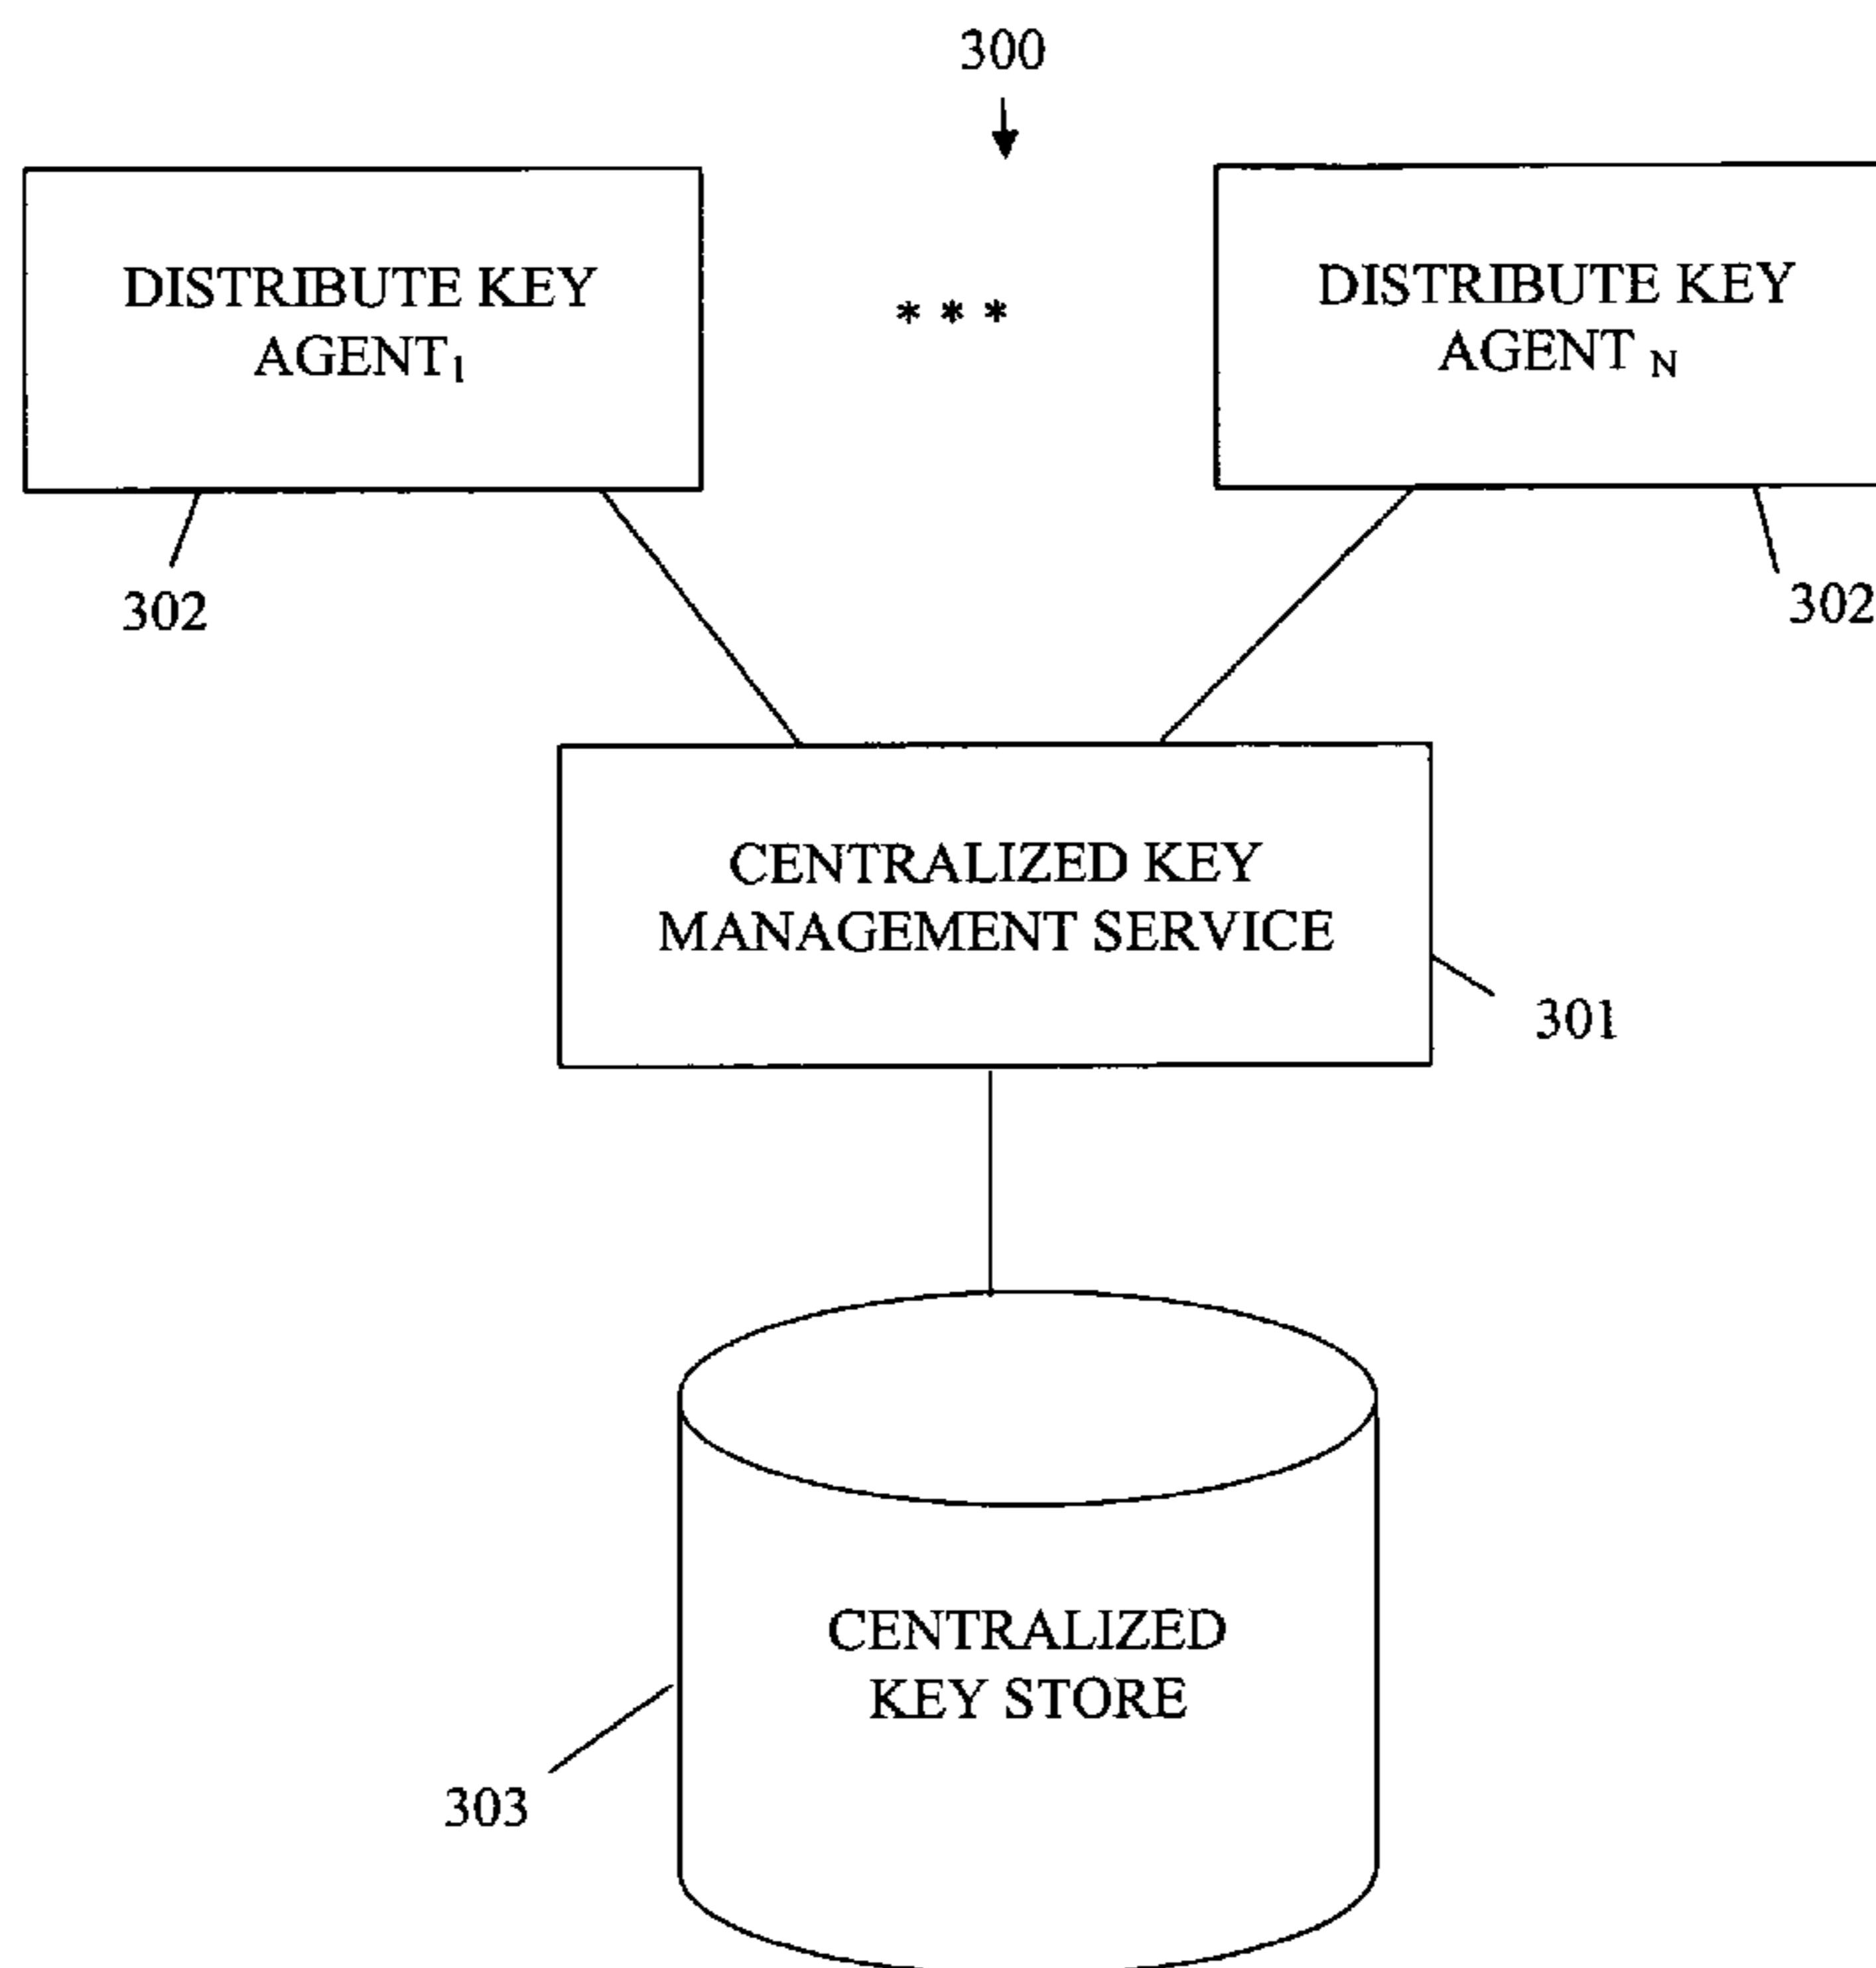 300
DISTRIBUTE KEY
AGENT1
* * *
DISTRIBUTE KEY
AGENT N
302
302
CENTRALIZED KEY
MANAGEMENT SERVICE
301
CENTRALIZED
KEY STORE
303